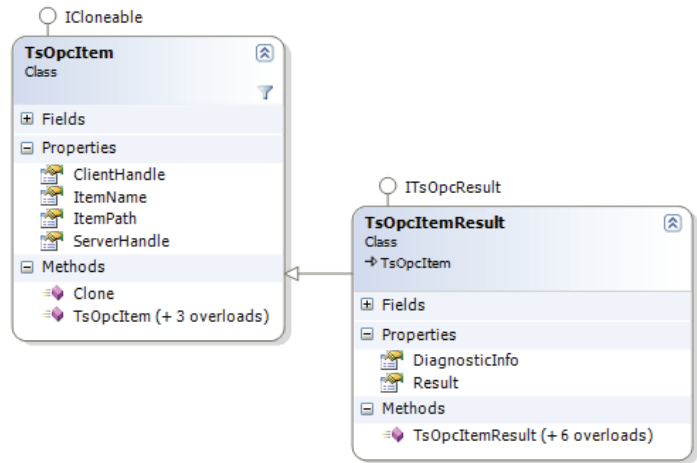 ICloneable
TsOpcItem
Class
Fields
Properties
ClientHandle
ItemName
ItemPath
ServerHandle
Methods
Clone
TsOpcItem (+ 3 overloads)
ITsOpcResult
TsOpcItemResult
Class
TsOpcItem
Fields
Properties
DiagnosticInfo
Result
Methods
TsOpcItemResult (+ 6 overloads)